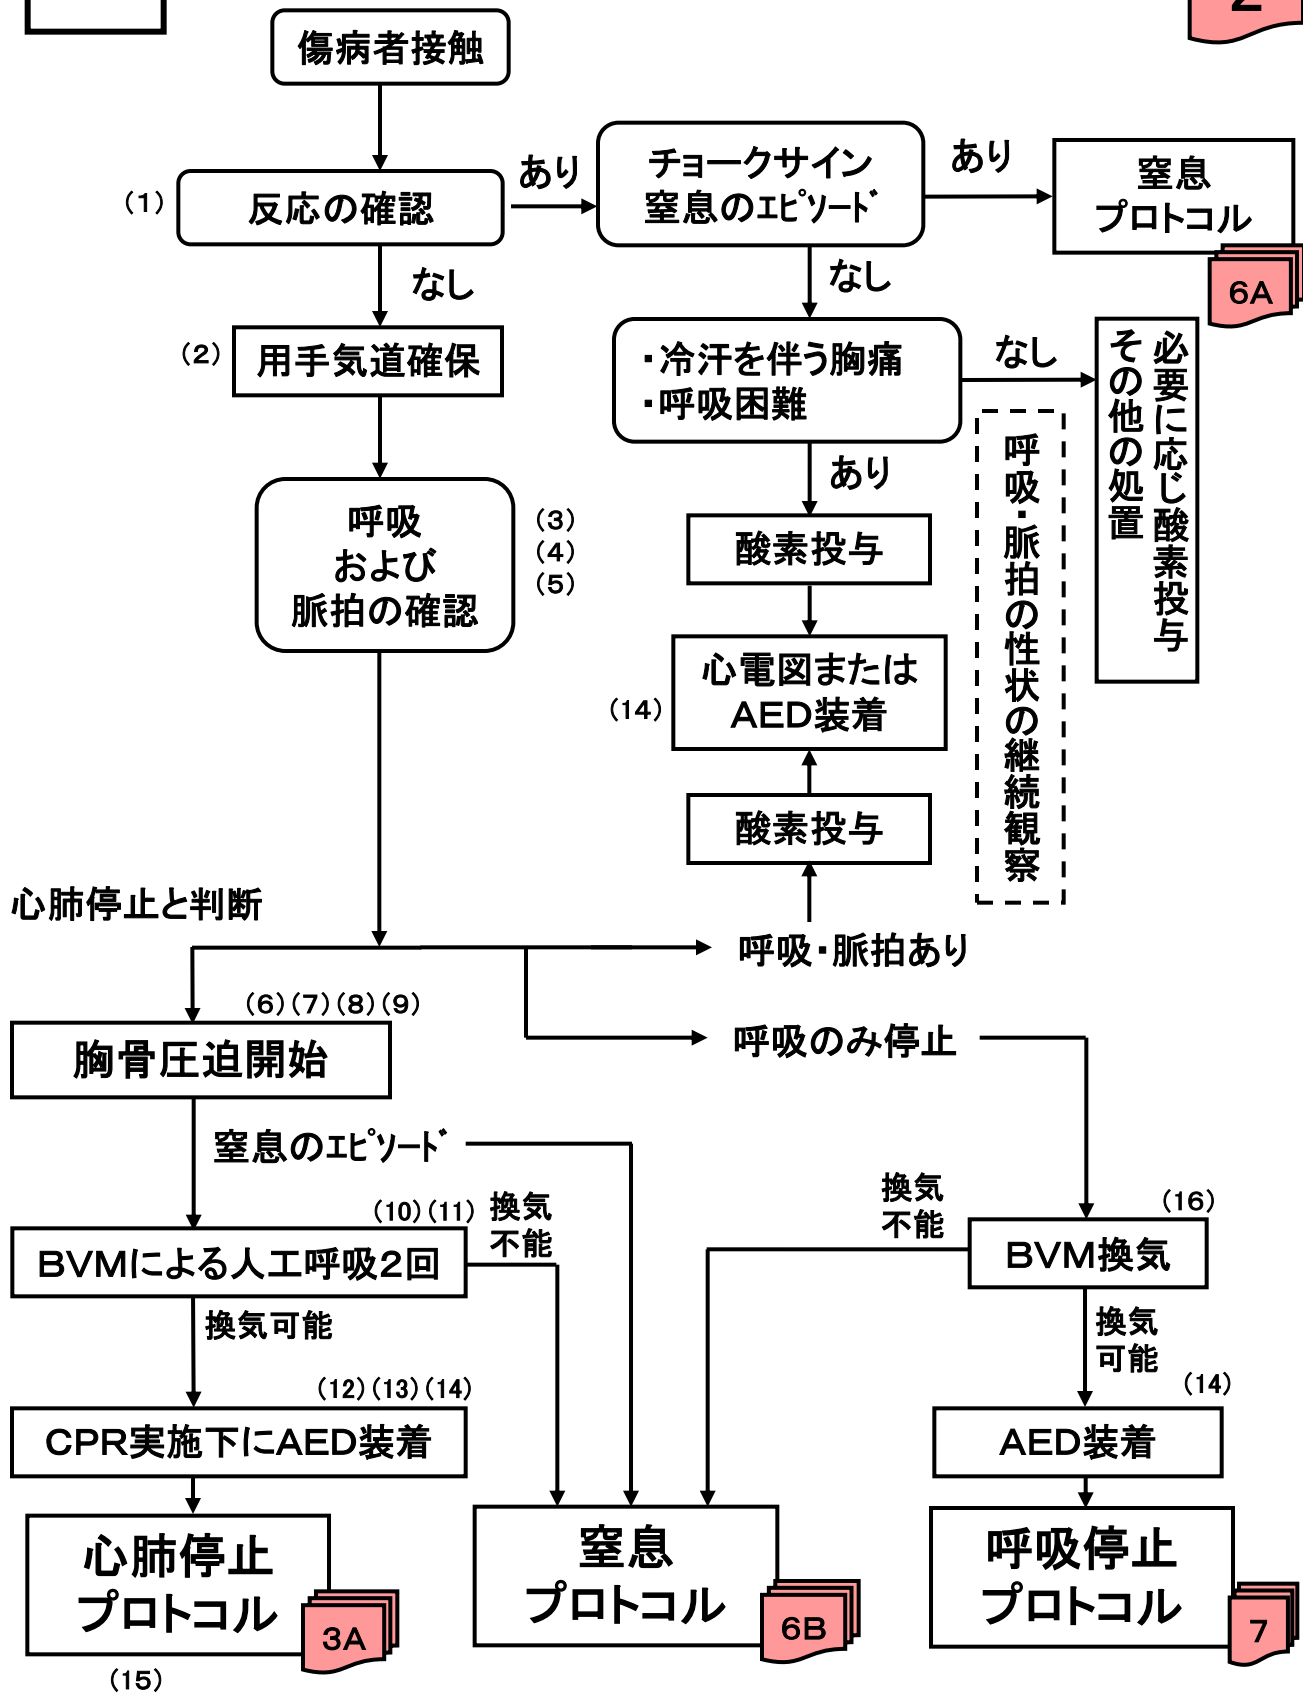 2
傷病者接触
(1)
反応の確認
あり
チョークサイン
窒息のｴﾋﾟｿｰﾄﾞ
あり
窒息
プロトコル
6A
なし
なし
(2)
用手気道確保
・冷汗を伴う胸痛
・呼吸困難
なし
必要に応じ酸素投与
その他の処置
あり
呼吸・脈拍の性状の継続観察
呼吸
および
脈拍の確認
(3)
(4)
(5)
酸素投与
(14)
心電図または
AED装着
酸素投与
心肺停止と判断
呼吸・脈拍あり
呼吸のみ停止
(6)(7)(8)(9)
胸骨圧迫開始
窒息のｴﾋﾟｿｰﾄﾞ
(10)(11)
換気
不能
BVMによる人工呼吸2回
換気
不能
(16)
BVM換気
換気可能
換気
可能
(12)(13)(14)
CPR実施下にAED装着
(14)
AED装着
心肺停止
プロトコル
3A
(15)
窒息
プロトコル
6B
呼吸停止
プロトコル
7